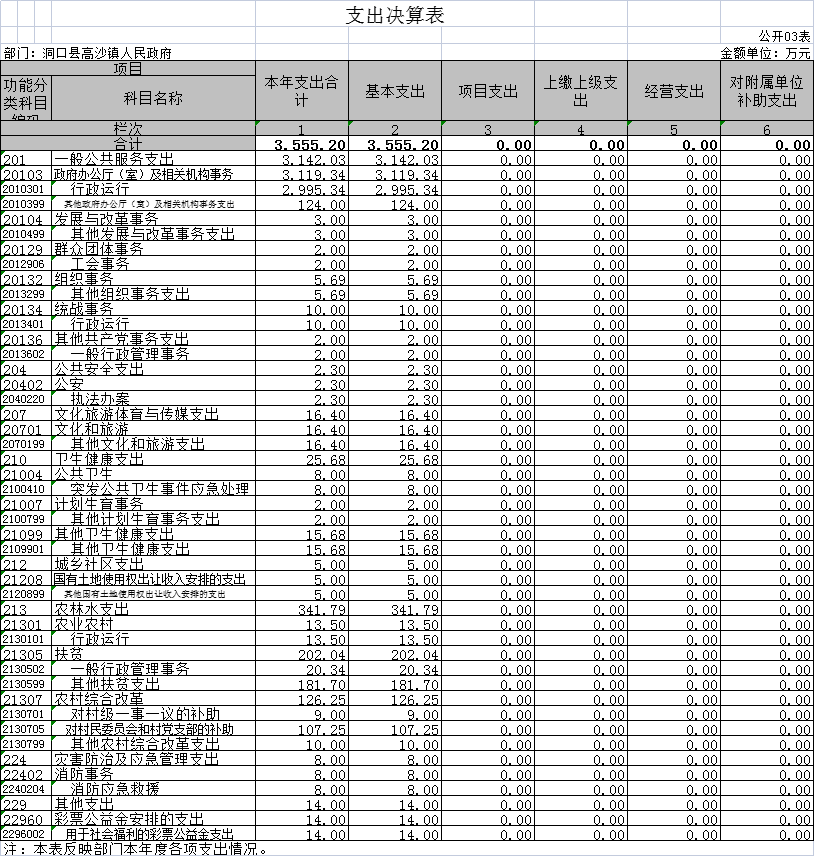 支出决算表
公开03表
部门：洞口县高沙镇人民政府 金额单位：万元
项目 本年支出合计 基本支出 项目支出 上缴上级支出 经营支出 对附属单位补助支出
功能分类科目编码 科目名称
栏次 1 2 3 4 5 6
合计 3,555.20 3,555.20 0.00 0.00 0.00 0.00
201 一般公共服务支出 3,142.03 3,142.03 0.00 0.00 0.00 0.00
20103 政府办公厅（室）及相关机构事务 3,119.34 3,119.34 0.00 0.00 0.00 0.00
2010301 行政运行 2,995.34 2,995.34 0.00 0.00 0.00 0.00
2010399 其他政府办公厅（室）及相关机构事务支出 124.00 124.00 0.00 0.00 0.00 0.00
20104 发展与改革事务 3.00 3.00 0.00 0.00 0.00 0.00
2010499 其他发展与改革事务支出 3.00 3.00 0.00 0.00 0.00 0.00
20129 群众团体事务 2.00 2.00 0.00 0.00 0.00 0.00
2012906 工会事务 2.00 2.00 0.00 0.00 0.00 0.00
20132 组织事务 5.69 5.69 0.00 0.00 0.00 0.00
2013299 其他组织事务支出 5.69 5.69 0.00 0.00 0.00 0.00
20134 统战事务 10.00 10.00 0.00 0.00 0.00 0.00
2013401 行政运行 10.00 10.00 0.00 0.00 0.00 0.00
20136 其他共产党事务支出 2.00 2.00 0.00 0.00 0.00 0.00
2013602 一般行政管理事务 2.00 2.00 0.00 0.00 0.00 0.00
204 公共安全支出 2.30 2.30 0.00 0.00 0.00 0.00
20402 公安 2.30 2.30 0.00 0.00 0.00 0.00
2040220 执法办案 2.30 2.30 0.00 0.00 0.00 0.00
207 文化旅游体育与传媒支出 16.40 16.40 0.00 0.00 0.00 0.00
20701 文化和旅游 16.40 16.40 0.00 0.00 0.00 0.00
2070199 其他文化和旅游支出 16.40 16.40 0.00 0.00 0.00 0.00
210 卫生健康支出 25.68 25.68 0.00 0.00 0.00 0.00
21004 公共卫生 8.00 8.00 0.00 0.00 0.00 0.00
2100410 突发公共卫生事件应急处理 8.00 8.00 0.00 0.00 0.00 0.00
21007 计划生育事务 2.00 2.00 0.00 0.00 0.00 0.00
2100799 其他计划生育事务支出 2.00 2.00 0.00 0.00 0.00 0.00
21099 其他卫生健康支出 15.68 15.68 0.00 0.00 0.00 0.00
2109901 其他卫生健康支出 15.68 15.68 0.00 0.00 0.00 0.00
212 城乡社区支出 5.00 5.00 0.00 0.00 0.00 0.00
21208 国有土地使用权出让收入安排的支出 5.00 5.00 0.00 0.00 0.00 0.00
2120899 其他国有土地使用权出让收入安排的支出 5.00 5.00 0.00 0.00 0.00 0.00
213 农林水支出 341.79 341.79 0.00 0.00 0.00 0.00
21301 农业农村 13.50 13.50 0.00 0.00 0.00 0.00
2130101 行政运行 13.50 13.50 0.00 0.00 0.00 0.00
21305 扶贫 202.04 202.04 0.00 0.00 0.00 0.00
2130502 一般行政管理事务 20.34 20.34 0.00 0.00 0.00 0.00
2130599 其他扶贫支出 181.70 181.70 0.00 0.00 0.00 0.00
21307 农村综合改革 126.25 126.25 0.00 0.00 0.00 0.00
2130701 对村级一事一议的补助 9.00 9.00 0.00 0.00 0.00 0.00
2130705 对村民委员会和村党支部的补助 107.25 107.25 0.00 0.00 0.00 0.00
2130799 其他农村综合改革支出 10.00 10.00 0.00 0.00 0.00 0.00
224 灾害防治及应急管理支出 8.00 8.00 0.00 0.00 0.00 0.00
22402 消防事务 8.00 8.00 0.00 0.00 0.00 0.00
2240204 消防应急救援 8.00 8.00 0.00 0.00 0.00 0.00
229 其他支出 14.00 14.00 0.00 0.00 0.00 0.00
22960 彩票公益金安排的支出 14.00 14.00 0.00 0.00 0.00 0.00
2296002 用于社会福利的彩票公益金支出 14.00 14.00 0.00 0.00 0.00 0.00
注：本表反映部门本年度各项支出情况。